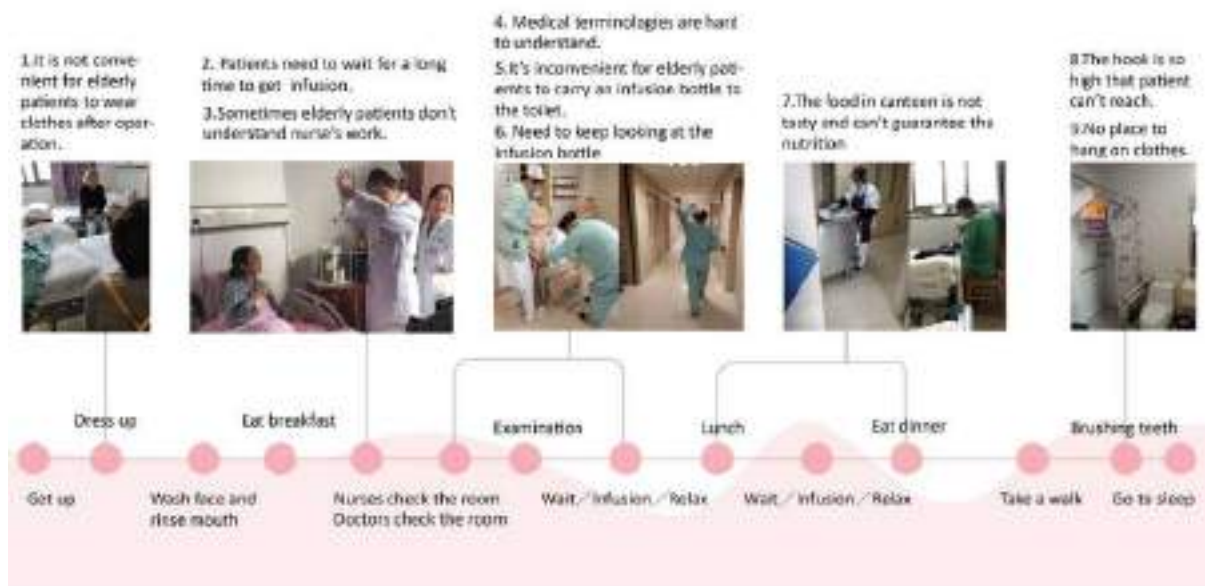 1.It is not conve-
nient for elderly
patients to wear
clothes after oper-
ation.
2. Patients need to wait for a long
time to get infusion.
3.Sometimes elderly patients don't
understand nurse's work.
4. Medical terminologies are hard
to understand.
5.It's inconvenient for elderly pati-
ents to carry an infusion bottle to
the toilet.
6. Need to keep looking at the
infusion bottle
7.The food in canteen is not
tasty and can't guarantee the
nutrition
8.The hook is so
high that patient
can't reach.
9.No place to
hang on clothes.
Dress up
Eat breakfast
Examination
Lunch
Eat dinner
Brushing teeth
Get up
Wash face and
rinse mouth
Nurses check the room
Doctors check the room
Wait／Infusion／Relax
Wait／Infusion／Relax
Take a walk
Go to sleep